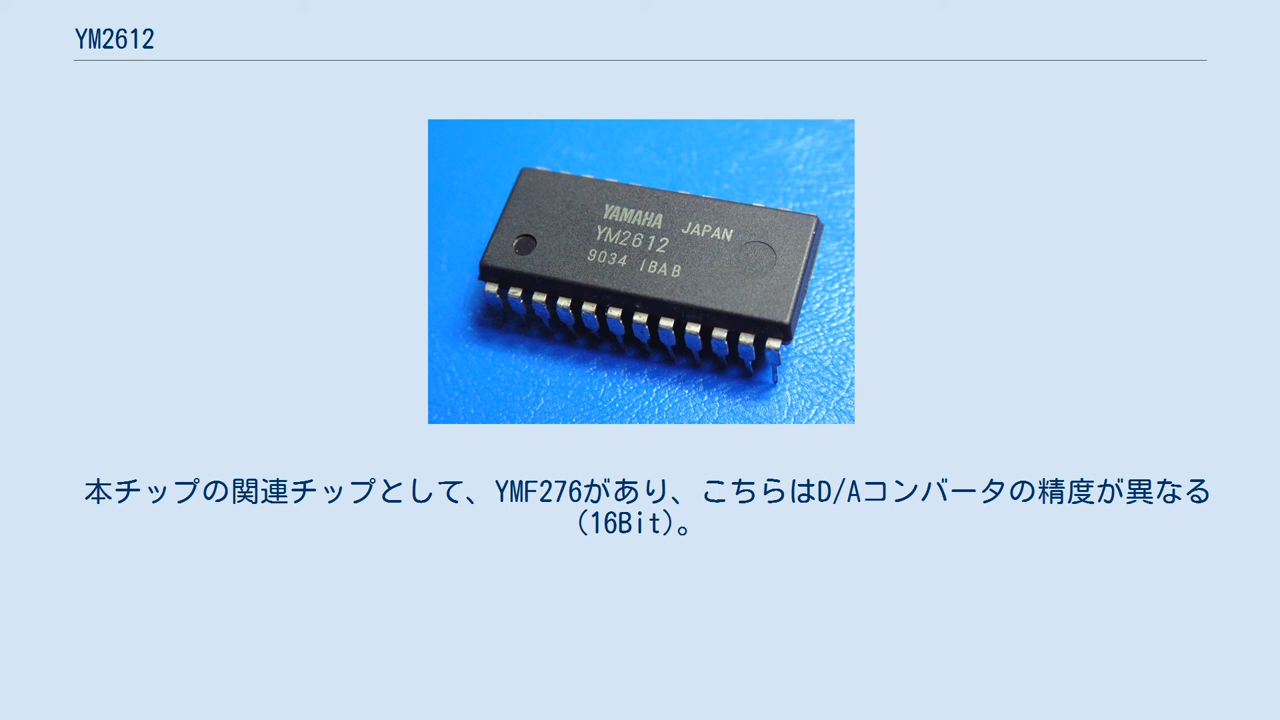 YM2612
YAMAHA JAPAN
YM2612
9034 IBAB
本チップの関連チップとして、YMF276があり、こちらはD/Aコンバータの精度が異なる
(16Bit)。